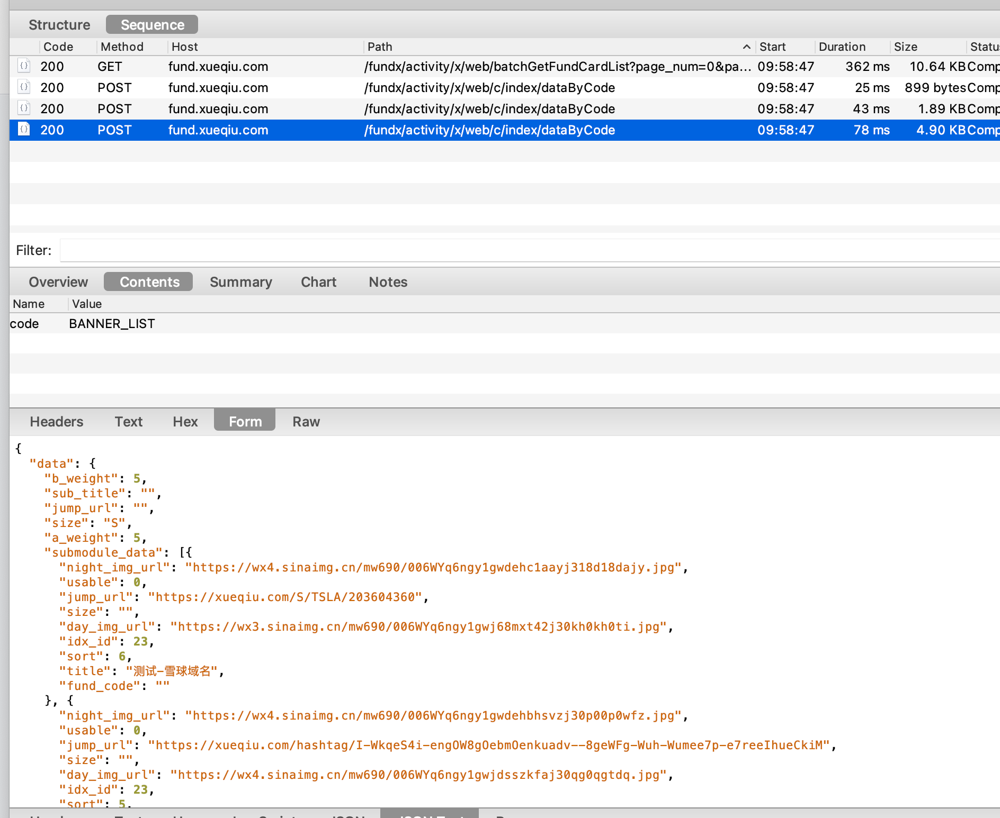 Structure Sequence
Code Method Host Path Start Duration Size Statu
200 GET fund.xueqiu.com /fundx/activity/x/web/batchGetFundCardList?page_num=0&pa... 09:58:47 362 ms 10.64 KB Comp
200 POST fund.xueqiu.com /fundx/activity/x/web/c/index/dataByCode 09:58:47 25 ms 899 bytes Comp
200 POST fund.xueqiu.com /fundx/activity/x/web/c/index/dataByCode 09:58:47 43 ms 1.89 KB Comp
200 POST fund.xueqiu.com /fundx/activity/x/web/c/index/dataByCode 09:58:47 78 ms 4.90 KB Comp
Filter:
Overview Contents Summary Chart Notes
Name Value
code BANNER_LIST
Headers Text Hex Form Raw
{
"data": {
"b_weight": 5,
"sub_title": "",
"jump_url": "",
"size": "S",
"a_weight": 5,
"submodule_data": [{
"night_img_url": "https://wx4.sinaimg.cn/mw690/006WYq6ngy1gwdehc1aayj318d18dajy.jpg",
"usable": 0,
"jump_url": "https://xueqiu.com/S/TSLA/203604360",
"size": "",
"day_img_url": "https://wx3.sinaimg.cn/mw690/006WYq6ngy1gwj68mxt42j30kh0kh0ti.jpg",
"idx_id": 23,
"sort": 6,
"title": "测试-雪球域名",
"fund_code": ""
}, {
"night_img_url": "https://wx4.sinaimg.cn/mw690/006WYq6ngy1gwdehbhsvzj30p00p0wfz.jpg",
"usable": 0,
"jump_url": "https://xueqiu.com/hashtag/I-WkqeS4i-engOW8gOebmOenkuadv--8geWFg-Wuh-Wumee7p-e7reeIhueCkiM",
"size": "",
"day_img_url": "https://wx4.sinaimg.cn/mw690/006WYq6ngy1gwjdsszkfaj30qg0qgtdq.jpg",
"idx_id": 23,
"sort": 5,